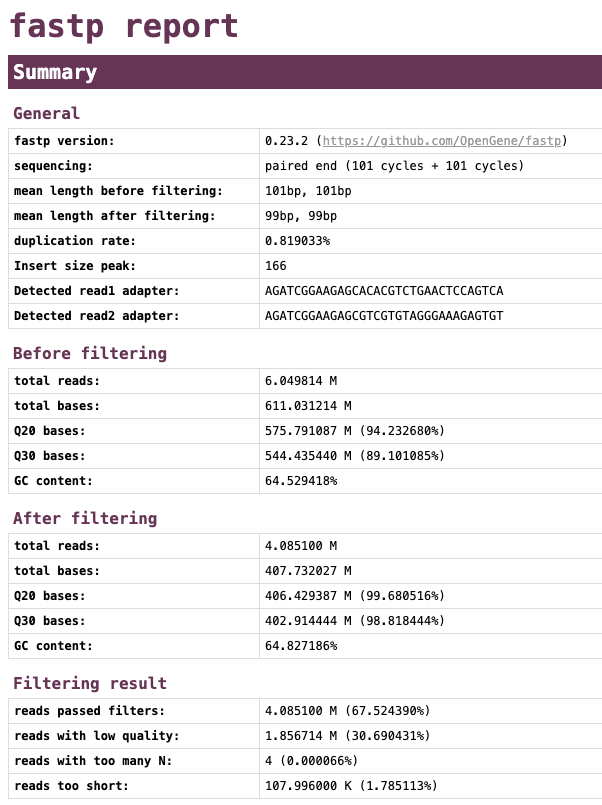 fastp report
Summary
General
fastp version: 0.23.2 (https://github.com/OpenGene/fastp)
sequencing: paired end (101 cycles + 101 cycles)
mean length before filtering: 101bp, 101bp
mean length after filtering: 99bp, 99bp
duplication rate: 0.819033%
Insert size peak: 166
Detected read1 adapter: AGATCGGAAGAGCACACGTCTGAACTCCAGTCA
Detected read2 adapter: AGATCGGAAGAGCGTCGTGTAGGGAAAGAGTGT
Before filtering
total reads: 6.049814 M
total bases: 611.031214 M
Q20 bases: 575.791087 M (94.232680%)
Q30 bases: 544.435440 M (89.101085%)
GC content: 64.529418%
After filtering
total reads: 4.085100 M
total bases: 407.732027 M
Q20 bases: 406.429387 M (99.680516%)
Q30 bases: 402.914444 M (98.818444%)
GC content: 64.827186%
Filtering result
reads passed filters: 4.085100 M (67.524390%)
reads with low quality: 1.856714 M (30.690431%)
reads with too many N: 4 (0.000066%)
reads too short: 107.996000 K (1.785113%)